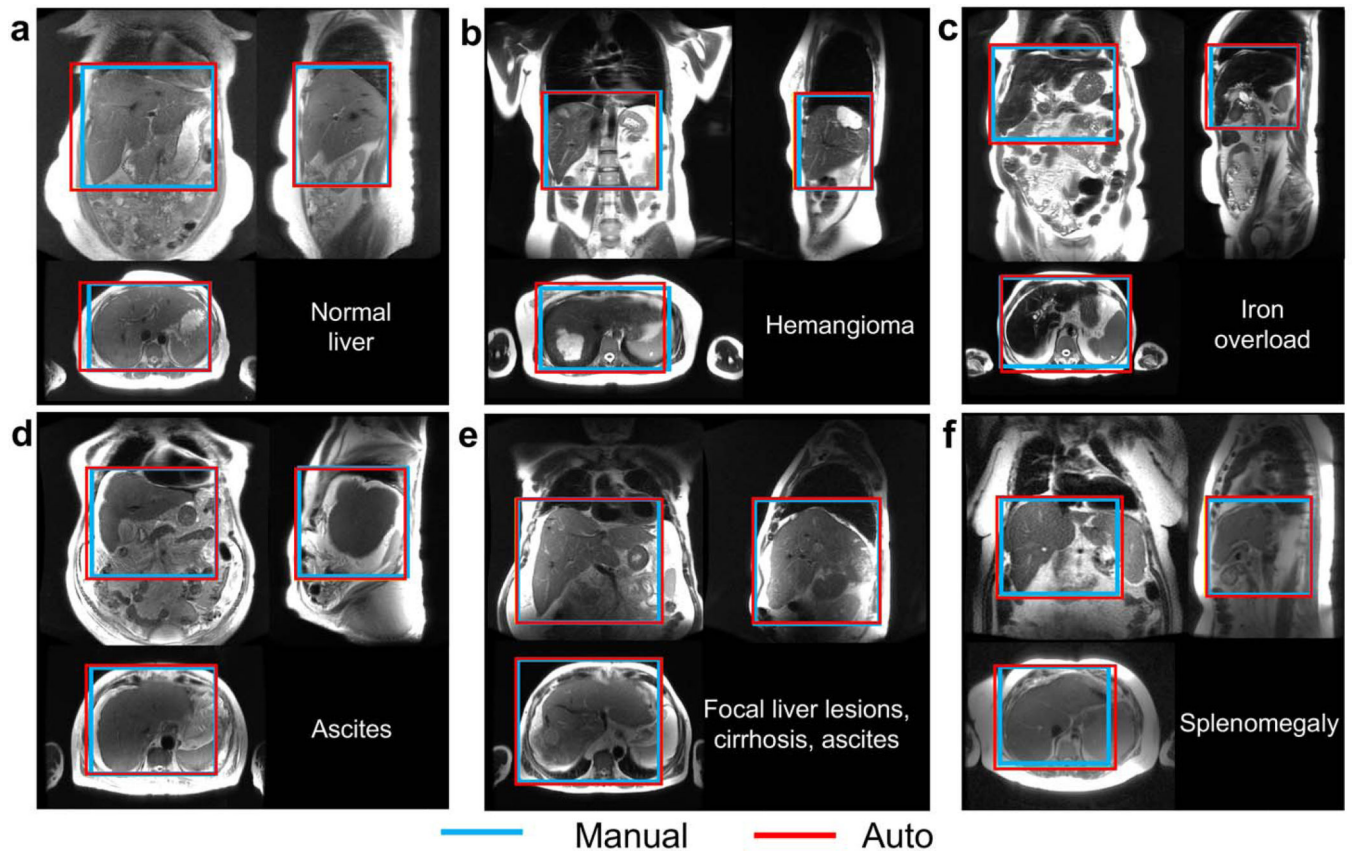 a
b
c
Normal
liver
Hemangioma
Iron
overload
d
e
f
Ascites
Focal liver lesions,
cirrhosis, ascites
Splenomegaly
Manual
Auto